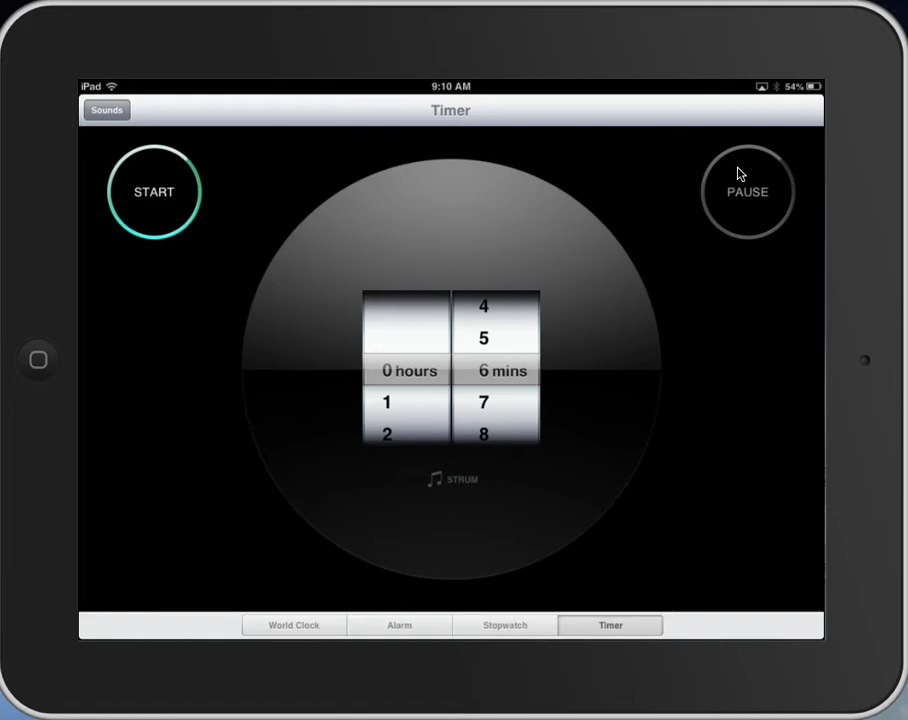 iPad 9:10 AM 54%
Sounds Timer
START
PAUSE
4
5
0 hours 6 mins
1 7
2 8
STRUM
World Clock Alarm Stopwatch Timer